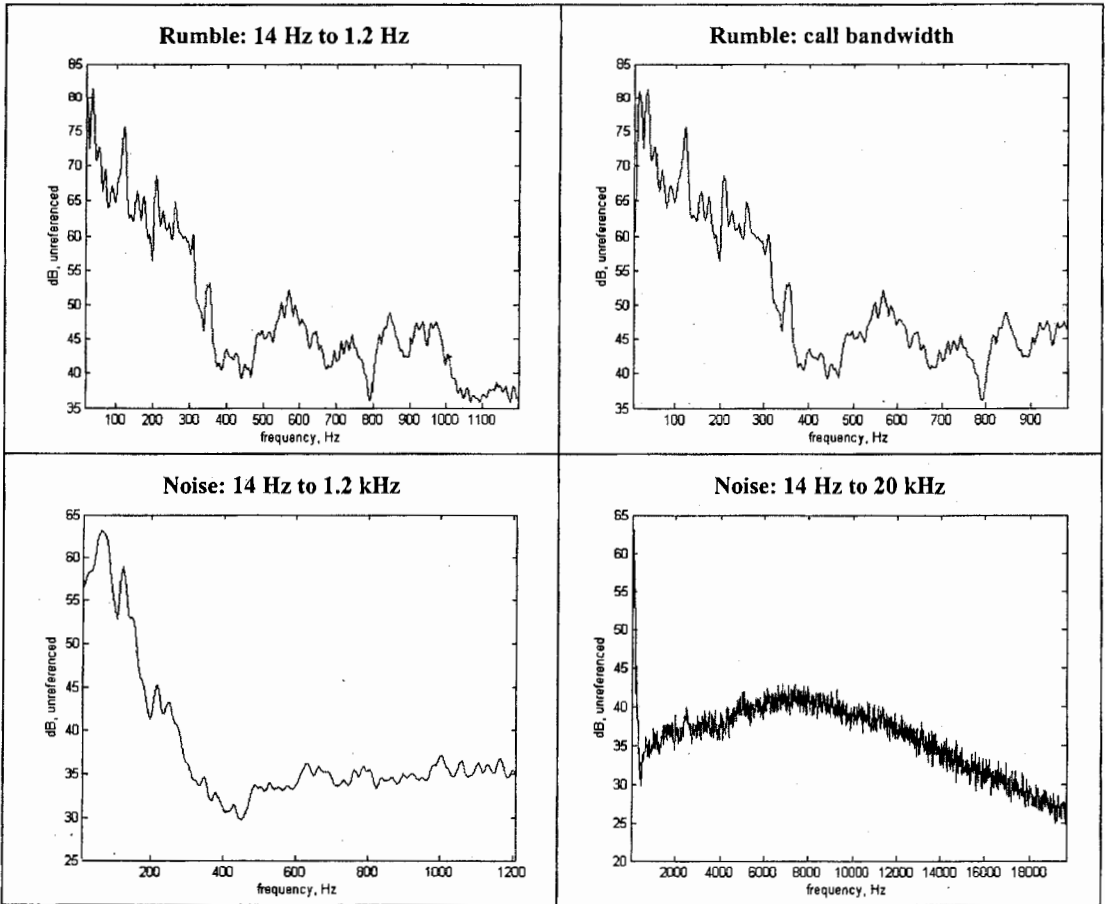 Rumble: 14 Hz to 1.2 Hz
85
80
75
70
65
60
55
50
45
40
35
dB, unreferenced
100 200 300 400 500 600 700 800 900 1000 1100
frequency, Hz
Rumble: call bandwidth
85
80
75
70
65
60
55
50
45
40
35
dB, unreferenced
100 200 300 400 500 600 700 800 900
frequency, Hz
Noise: 14 Hz to 1.2 kHz
65
60
55
50
45
40
35
30
25
dB, unreferenced
200 400 600 800 1000 1200
frequency, Hz
Noise: 14 Hz to 20 kHz
65
60
55
50
45
40
35
30
25
20
dB, unreferenced
2000 4000 6000 8000 10000 12000 14000 16000 18000
frequency, Hz